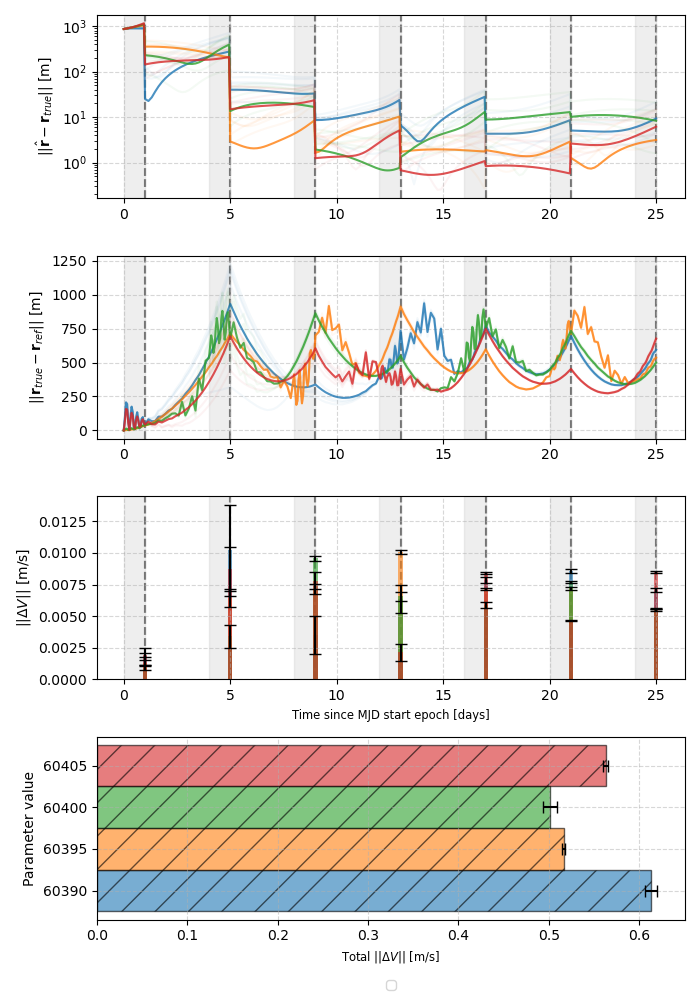 10³
10²
10¹
10⁰
||r̂ − r_true|| [m]
0 5 10 15 20 25
1250
1000
750
500
250
0
||r_true − r_ref|| [m]
0 5 10 15 20 25
0.0125
0.0100
0.0075
0.0050
0.0025
0.0000
||ΔV|| [m/s]
0 5 10 15 20 25
Time since MJD start epoch [days]
60405
60400
60395
60390
Parameter value
0.0 0.1 0.2 0.3 0.4 0.5 0.6
Total ||ΔV|| [m/s]